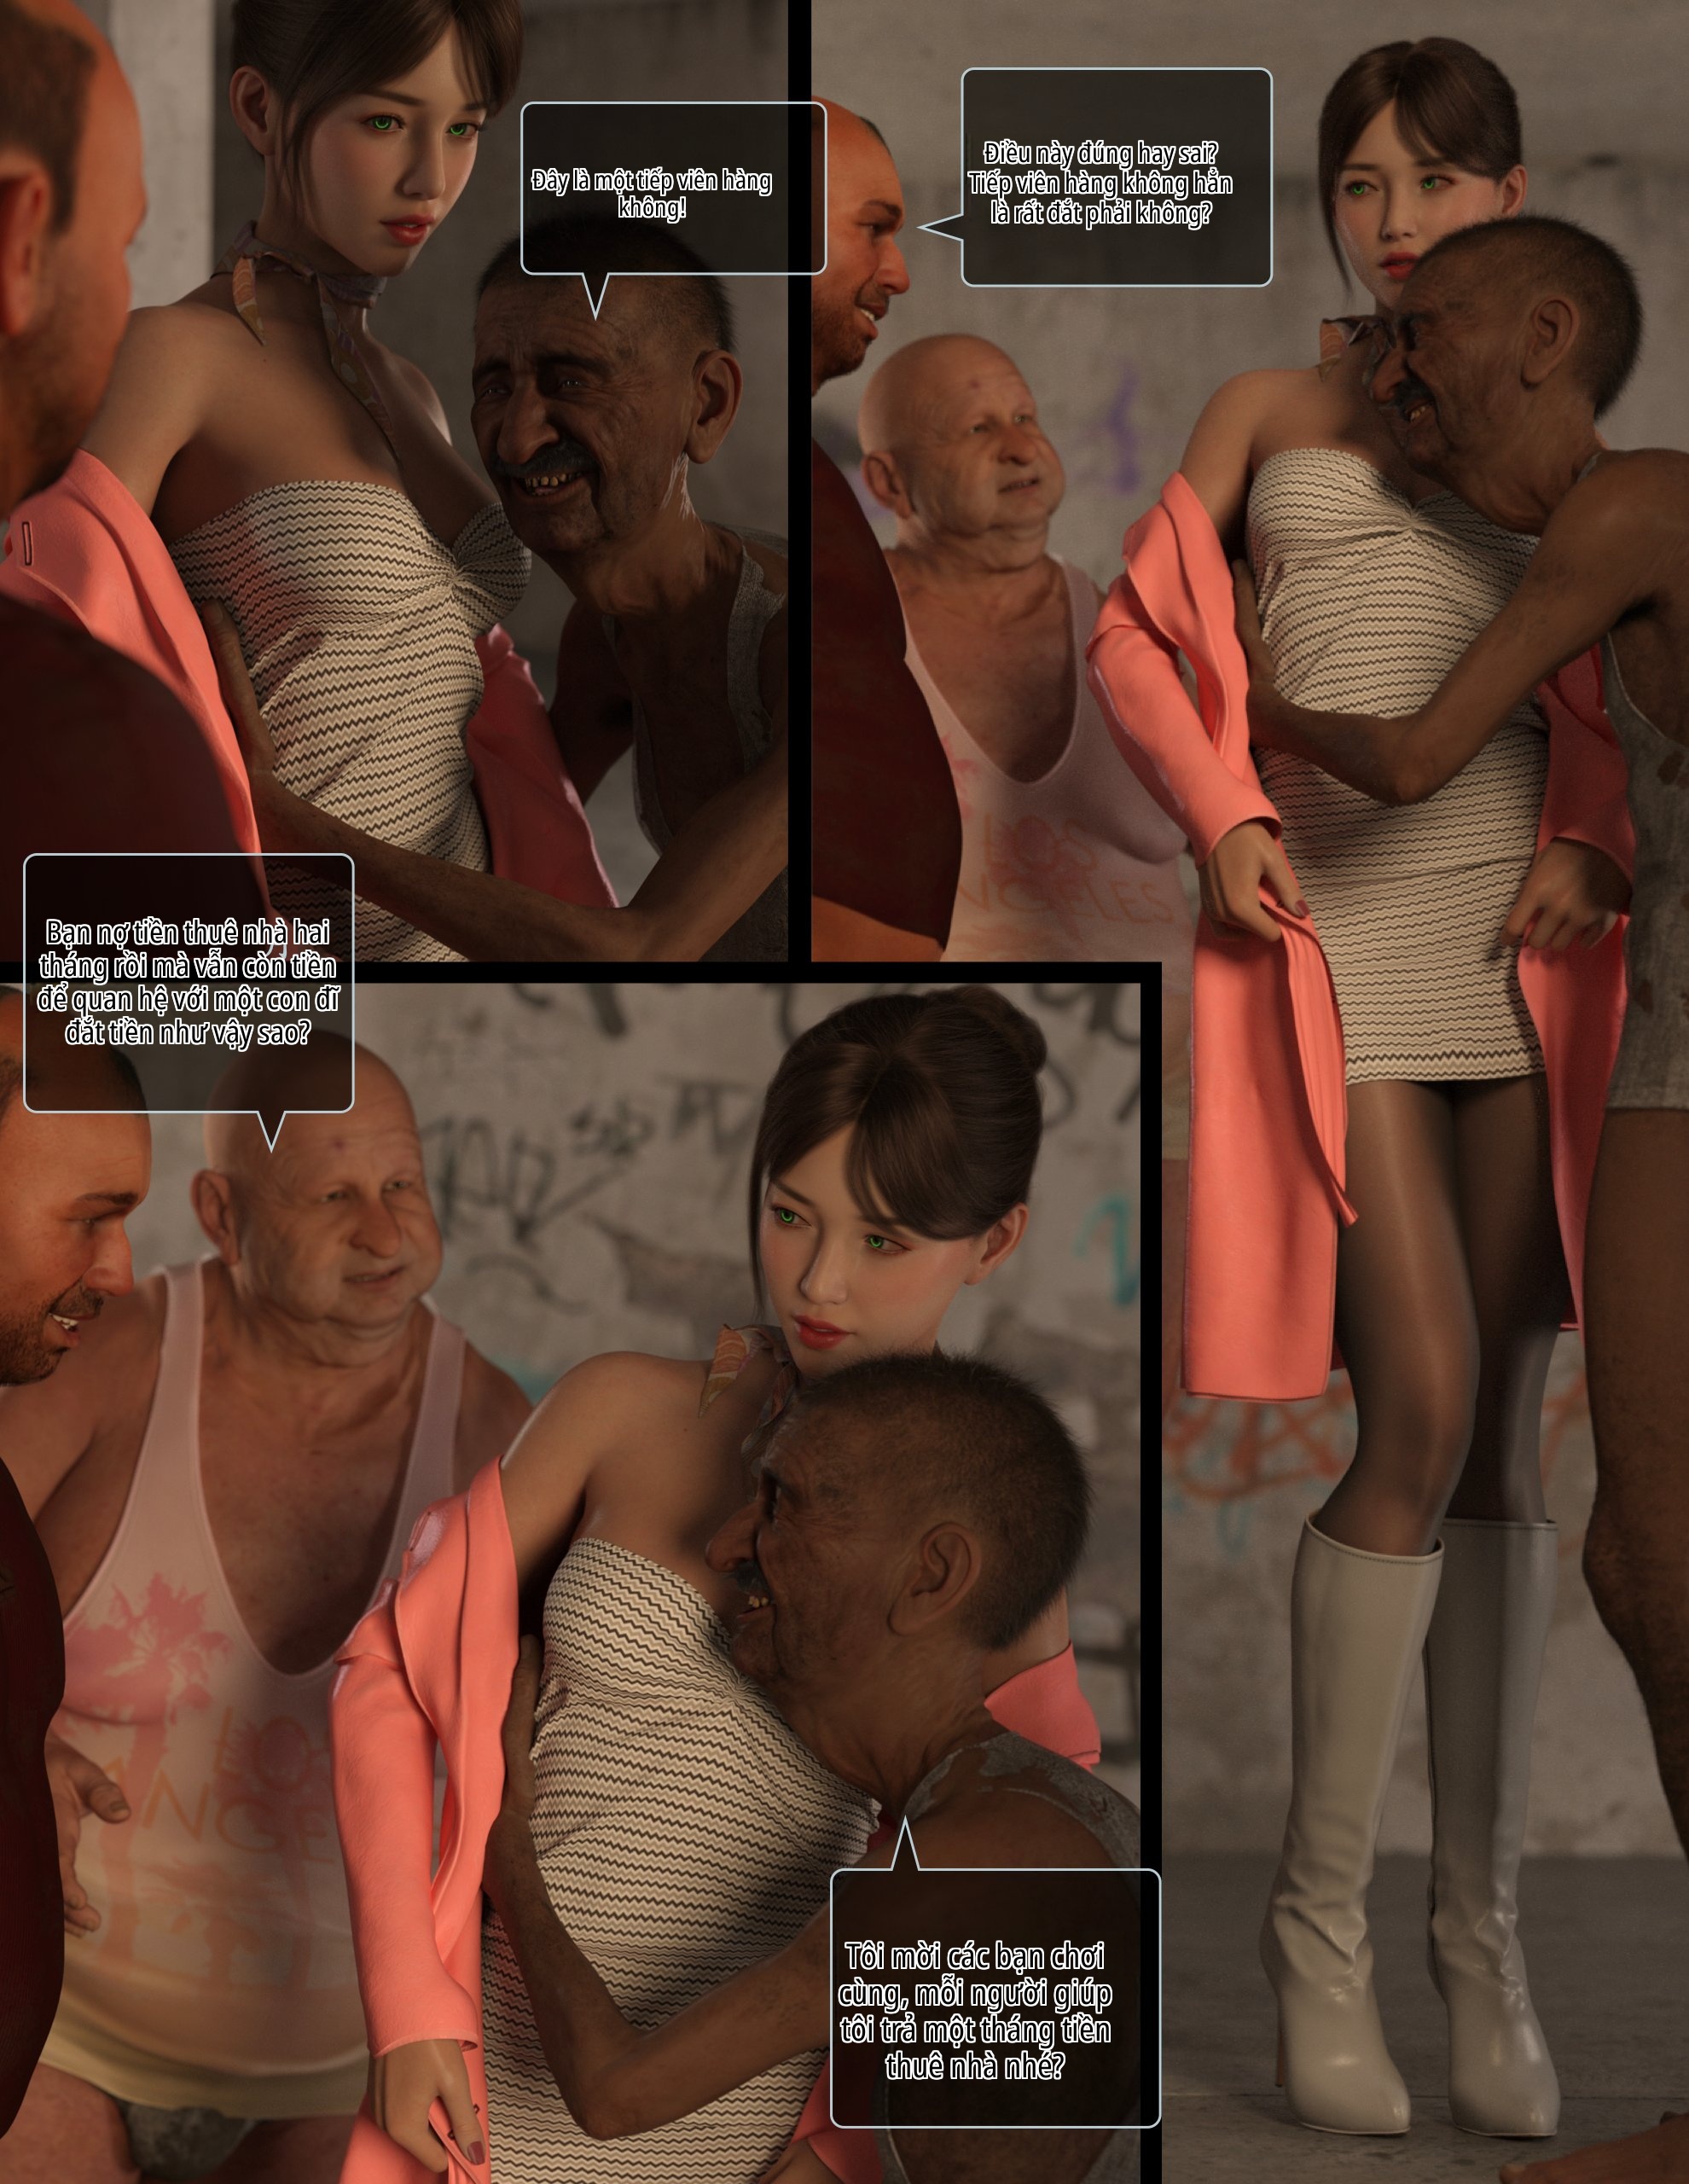 Đây là một tiếp viên hàng
không!
Điều này đúng hay sai?
Tiếp viên hàng không hẳn
là rất đắt phải không?
LOS
ANGELES
Bạn nợ tiền thuê nhà hai
tháng rồi mà vẫn còn tiền
để quan hệ với một con đĩ
đắt tiền như vậy sao?
Tôi mời các bạn chơi
cùng, mỗi người giúp
tôi trả một tháng tiền
thuê nhà nhé?